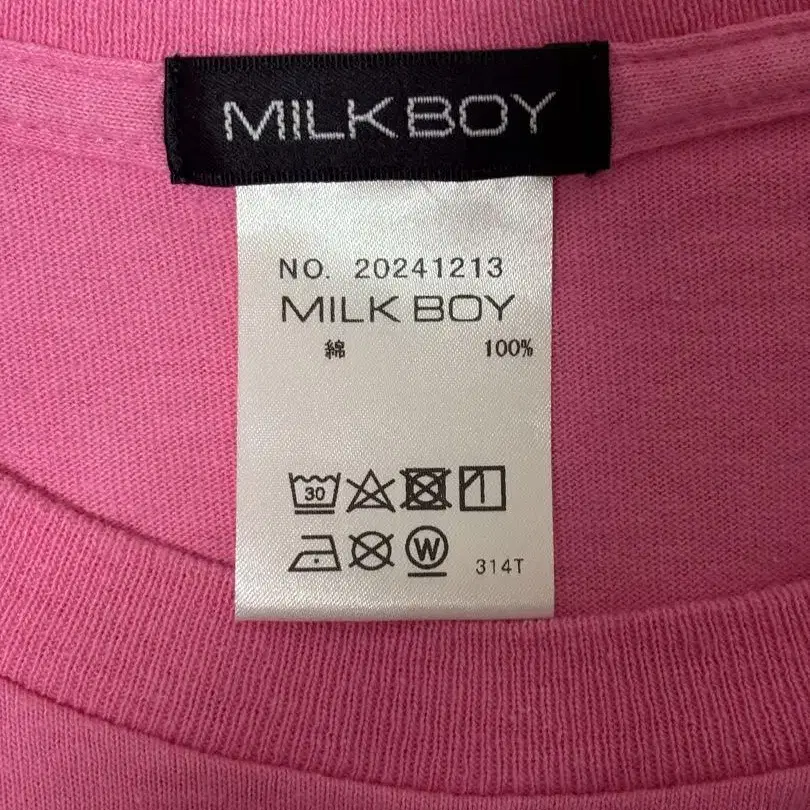 MILKBOY
NO. 20241213
MILK BOY
綿 100%
30
W 314T